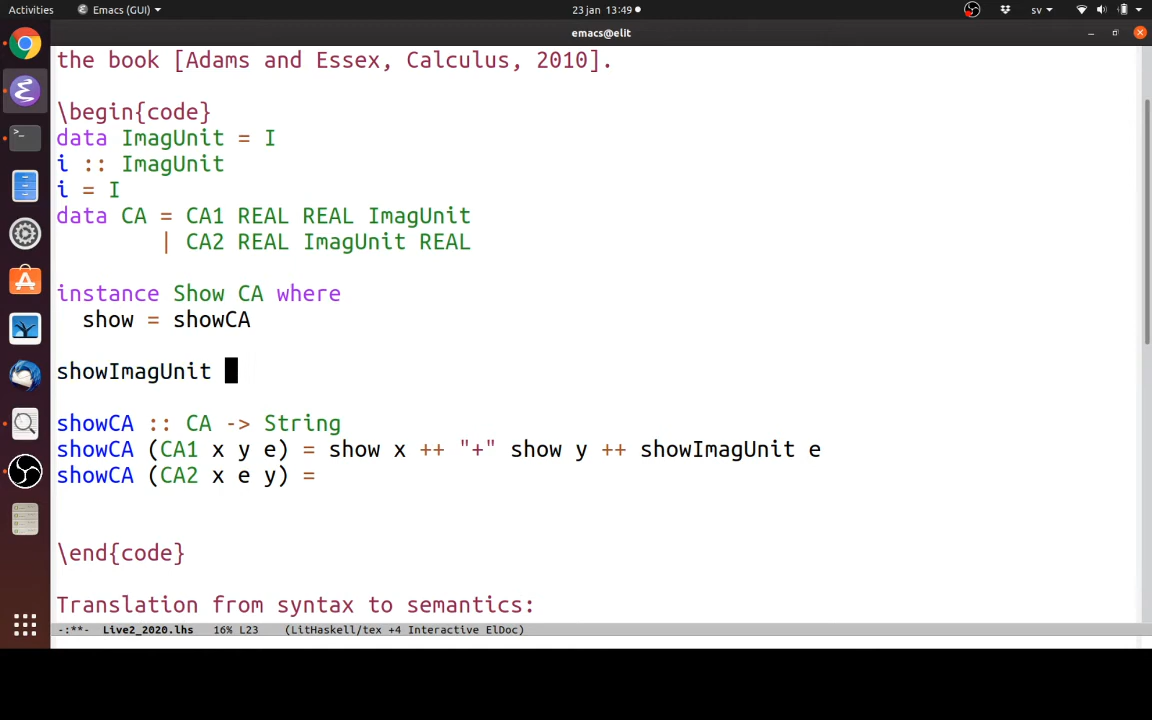 Activities Emacs (GUI) 23 jan 13:49 sv
emacs@elit
the book [Adams and Essex, Calculus, 2010].
\begin{code}
data ImagUnit = I
i :: ImagUnit
i = I
data CA = CA1 REAL REAL ImagUnit
| CA2 REAL ImagUnit REAL
instance Show CA where
show = showCA
showImagUnit
showCA :: CA -> String
showCA (CA1 x y e) = show x ++ "+" show y ++ showImagUnit e
showCA (CA2 x e y) =
\end{code}
Translation from syntax to semantics:
-:**- Live2_2020.lhs 16% L23 (LitHaskell/tex +4 Interactive ElDoc)